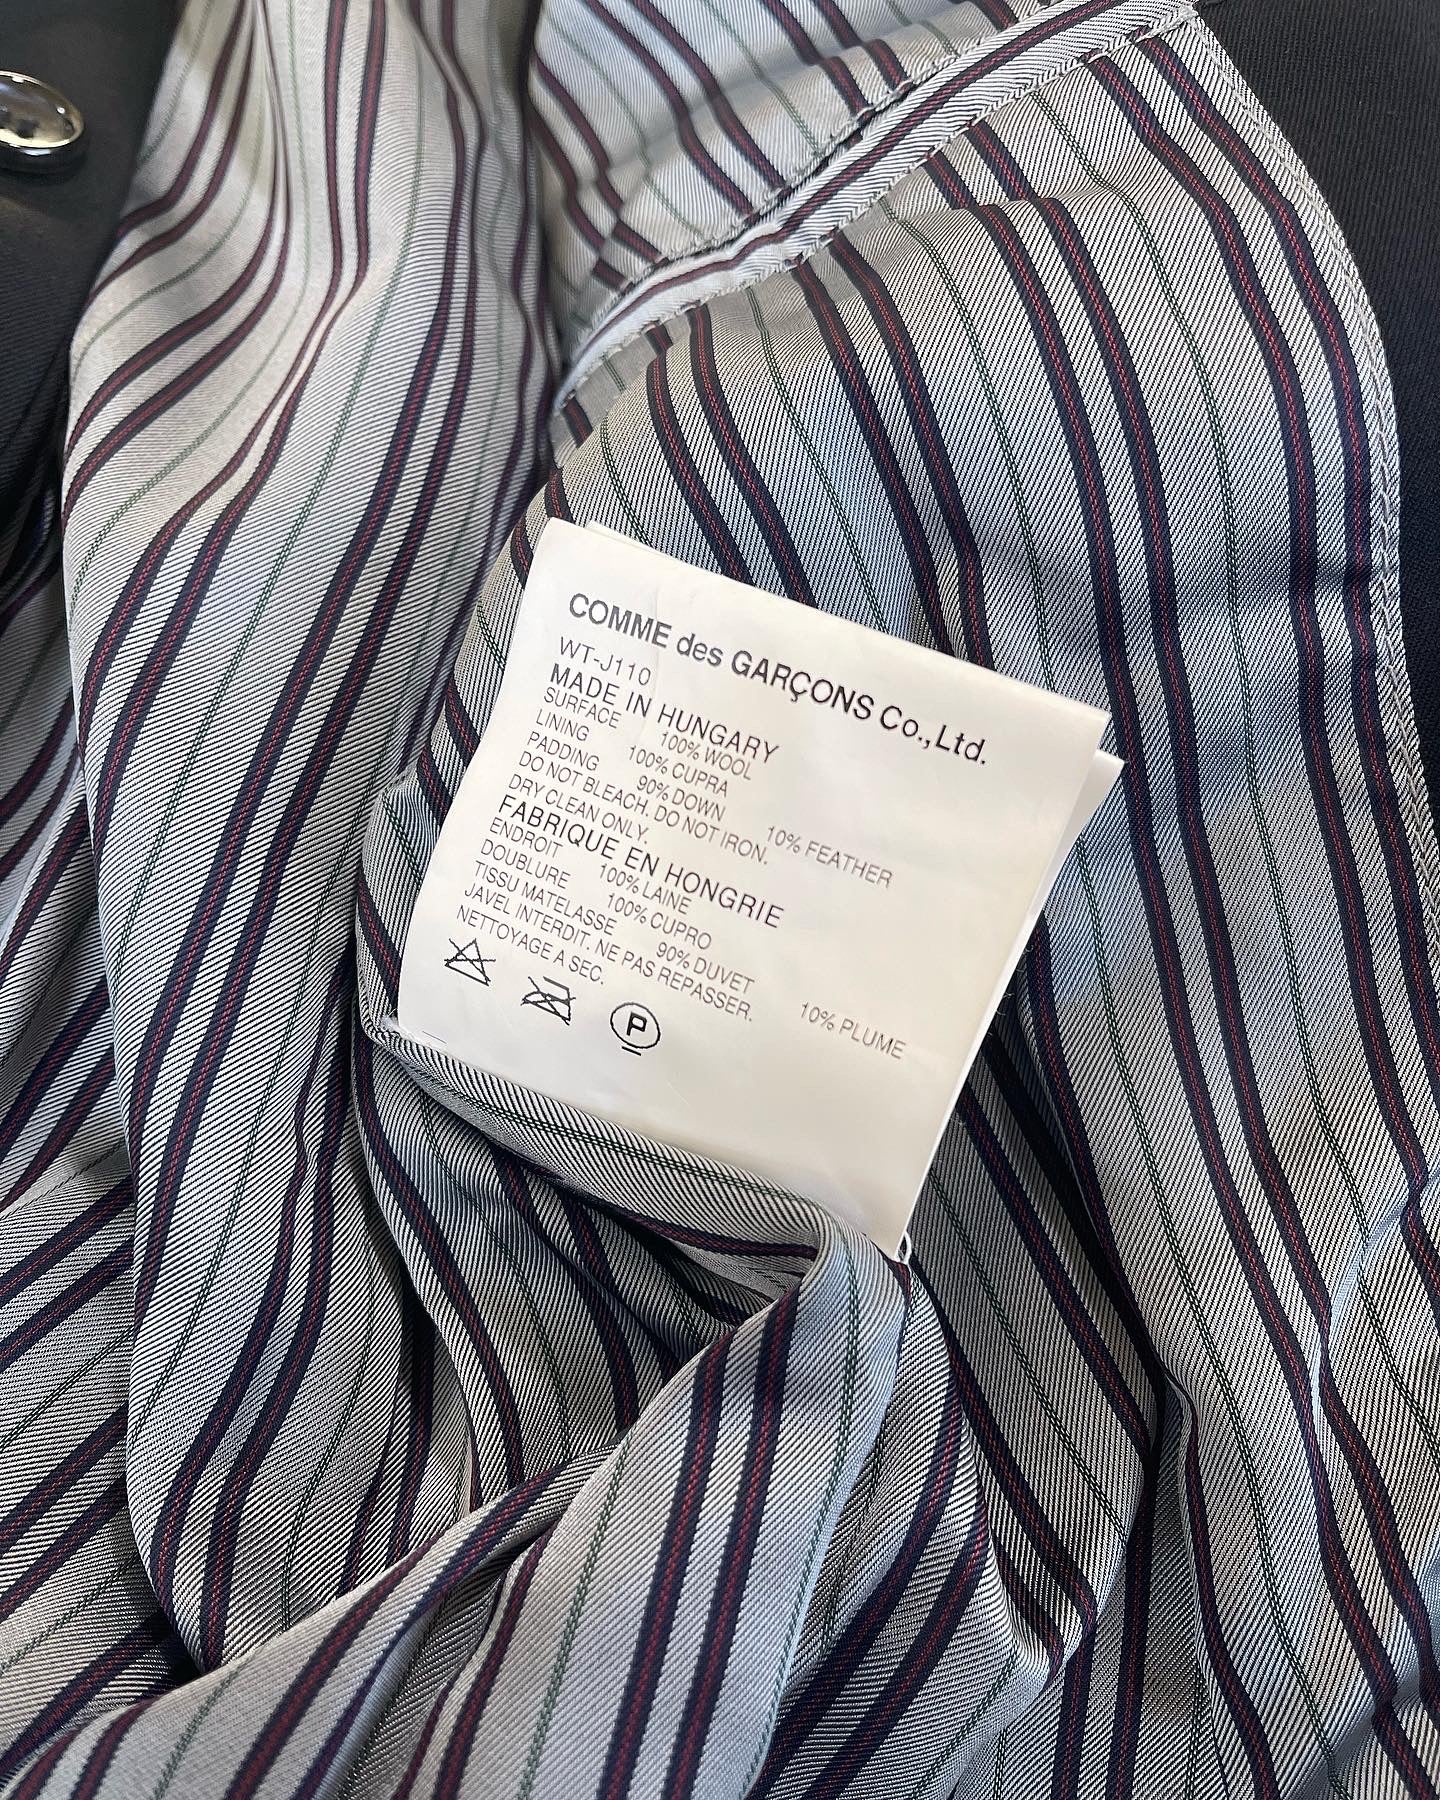 COMME des GARÇONS Co.,Ltd.
WT-J110
MADE IN HUNGARY
SURFACE 100% WOOL
LINING 100% CUPRA
PADDING 90% DOWN 10% FEATHER
DO NOT BLEACH. DO NOT IRON.
DRY CLEAN ONLY.
FABRIQUE EN HONGRIE
ENDROIT 100% LAINE
DOUBLURE 100% CUPRO
TISSU MATELASSE 90% DUVET 10% PLUME
JAVEL INTERDIT. NE PAS REPASSER.
NETTOYAGE A SEC.
P